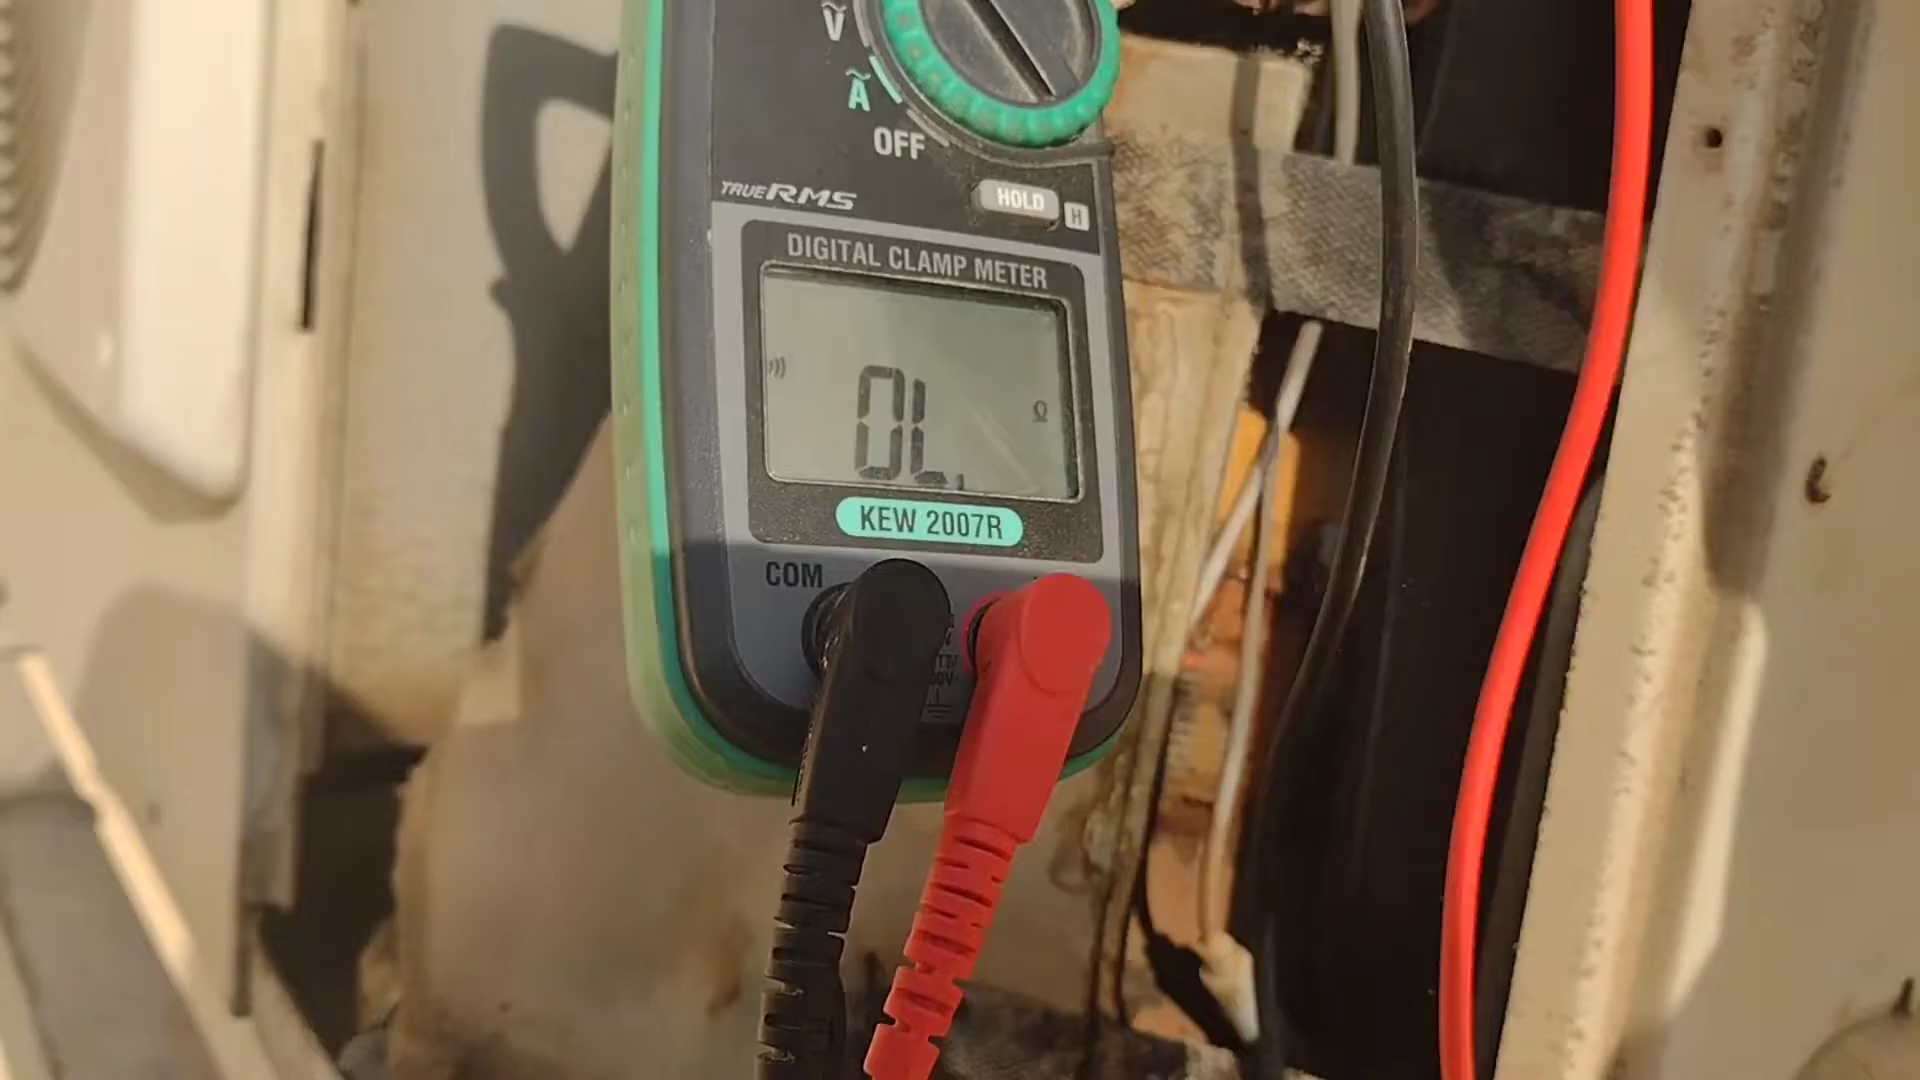 Ṽ
Ã
OFF
TRUE RMS
HOLD
H
DIGITAL CLAMP METER
OL
Ω
KEW 2007R
COM